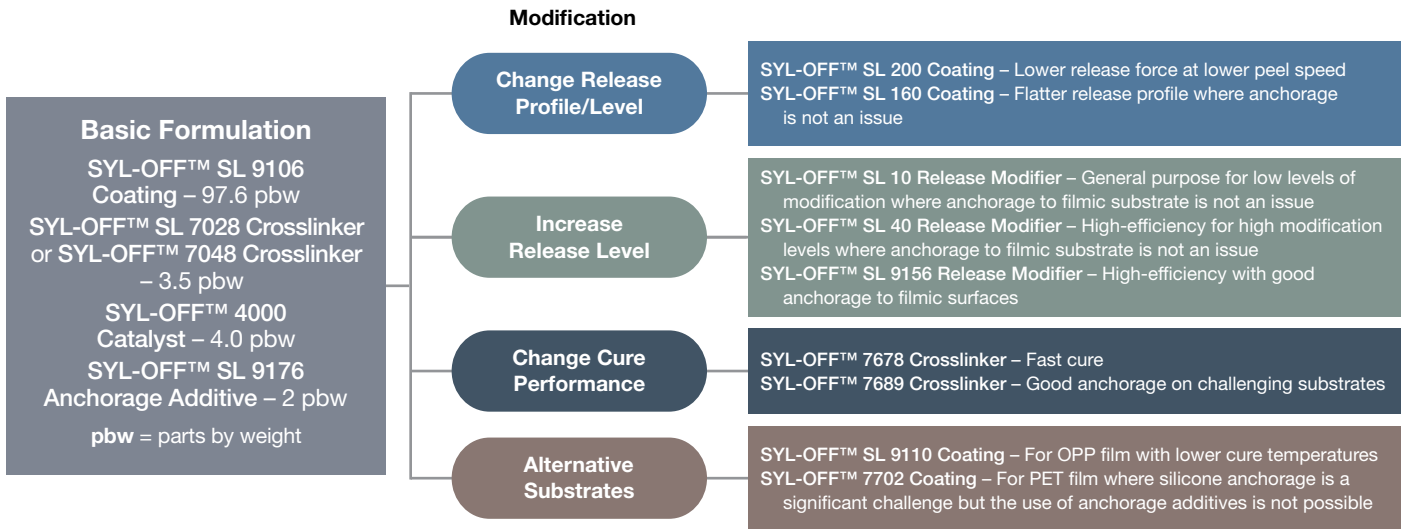 Modification
Basic Formulation
SYL-OFF™ SL 9106
Coating – 97.6 pbw
SYL-OFF™ SL 7028 Crosslinker
or SYL-OFF™ 7048 Crosslinker
– 3.5 pbw
SYL-OFF™ 4000
Catalyst – 4.0 pbw
SYL-OFF™ SL 9176
Anchorage Additive – 2 pbw
pbw = parts by weight
Change Release
Profile/Level
SYL-OFF™ SL 200 Coating – Lower release force at lower peel speed
SYL-OFF™ SL 160 Coating – Flatter release profile where anchorage
is not an issue
Increase
Release Level
SYL-OFF™ SL 10 Release Modifier – General purpose for low levels of
modification where anchorage to filmic substrate is not an issue
SYL-OFF™ SL 40 Release Modifier – High-efficiency for high modification
levels where anchorage to filmic substrate is not an issue
SYL-OFF™ SL 9156 Release Modifier – High-efficiency with good
anchorage to filmic surfaces
Change Cure
Performance
SYL-OFF™ 7678 Crosslinker – Fast cure
SYL-OFF™ 7689 Crosslinker – Good anchorage on challenging substrates
Alternative
Substrates
SYL-OFF™ SL 9110 Coating – For OPP film with lower cure temperatures
SYL-OFF™ 7702 Coating – For PET film where silicone anchorage is a
significant challenge but the use of anchorage additives is not possible